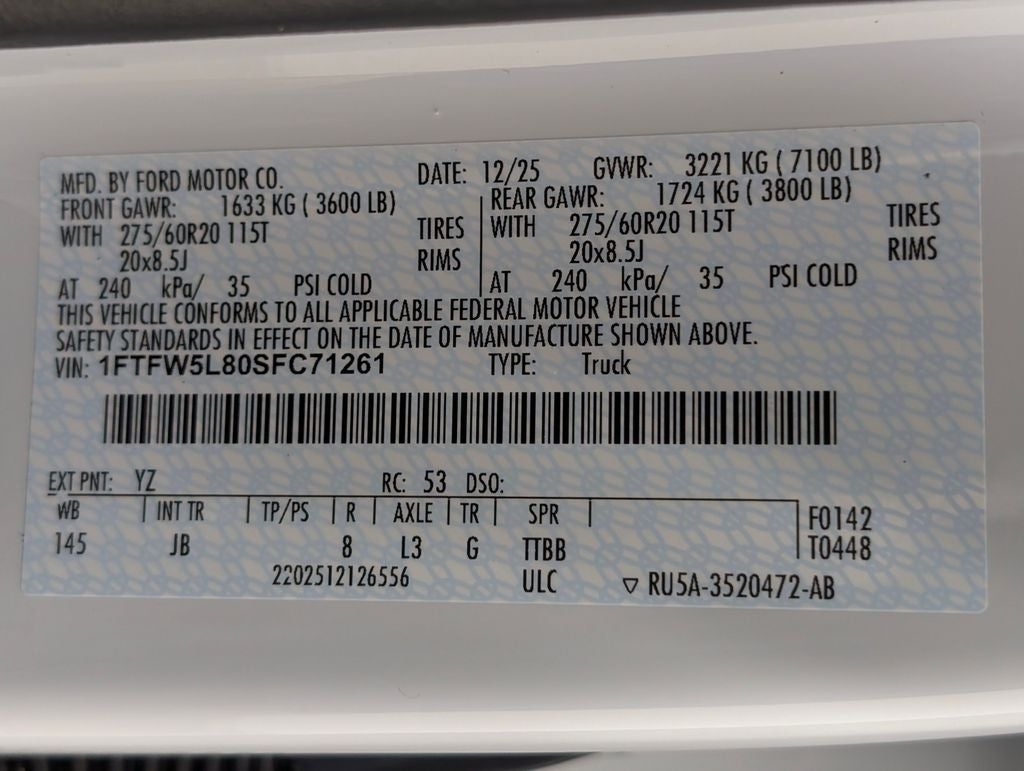 MFD. BY FORD MOTOR CO. DATE: 12/25 GVWR: 3221 KG ( 7100 LB)
FRONT GAWR: 1633 KG ( 3600 LB) REAR GAWR: 1724 KG ( 3800 LB)
WITH 275/60R20 115T TIRES WITH 275/60R20 115T TIRES
20x8.5J RIMS 20x8.5J RIMS
AT 240 kPa/ 35 PSI COLD AT 240 kPa/ 35 PSI COLD
THIS VEHICLE CONFORMS TO ALL APPLICABLE FEDERAL MOTOR VEHICLE
SAFETY STANDARDS IN EFFECT ON THE DATE OF MANUFACTURE SHOWN ABOVE.
VIN: 1FTFW5L80SFC71261 TYPE: Truck
EXT PNT: YZ RC: 53 DSO:
WB INT TR TP/PS R AXLE TR SPR F0142
145 JB 8 L3 G TTBB T0448
2202512126556 ULC ▽ RU5A-3520472-AB